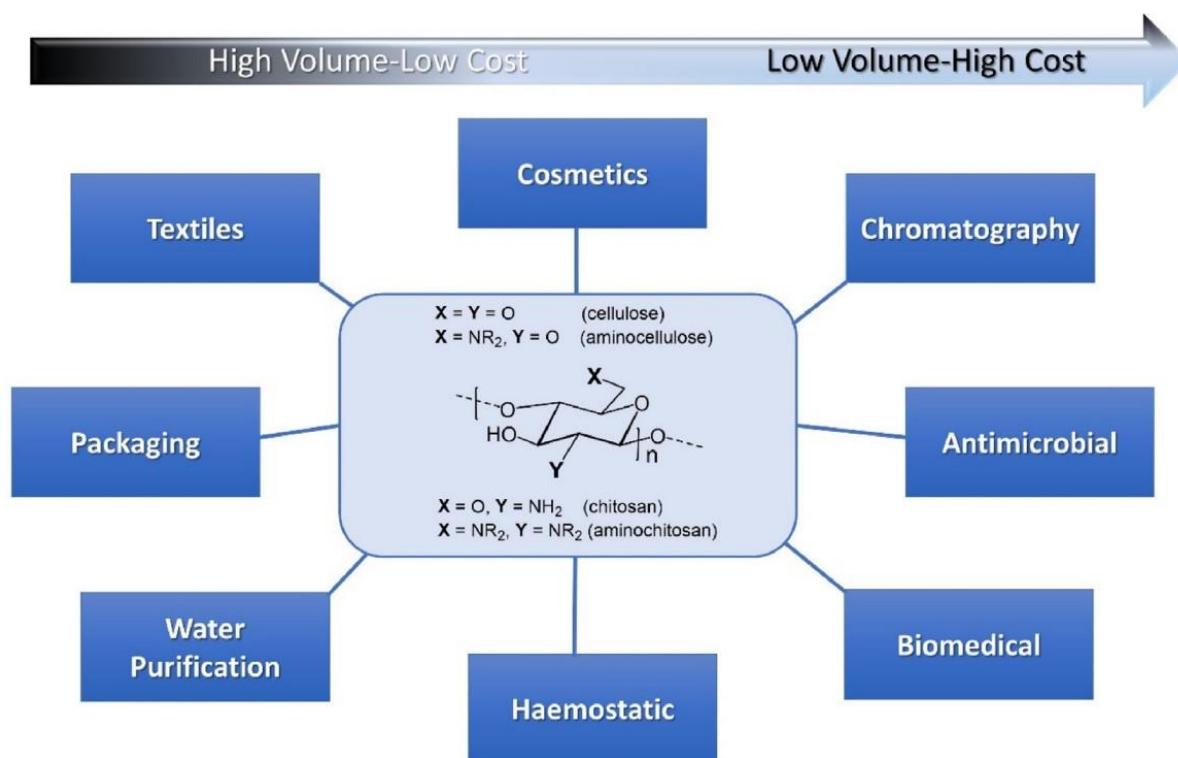 High Volume-Low Cost
Low Volume-High Cost
Cosmetics
Textiles
Chromatography
X = Y = O (cellulose)
X = NR₂, Y = O (aminocellulose)
X
O
O
HO
O
Y
n
Packaging
Antimicrobial
X = O, Y = NH₂ (chitosan)
X = NR₂, Y = NR₂ (aminochitosan)
Water
Purification
Biomedical
Haemostatic